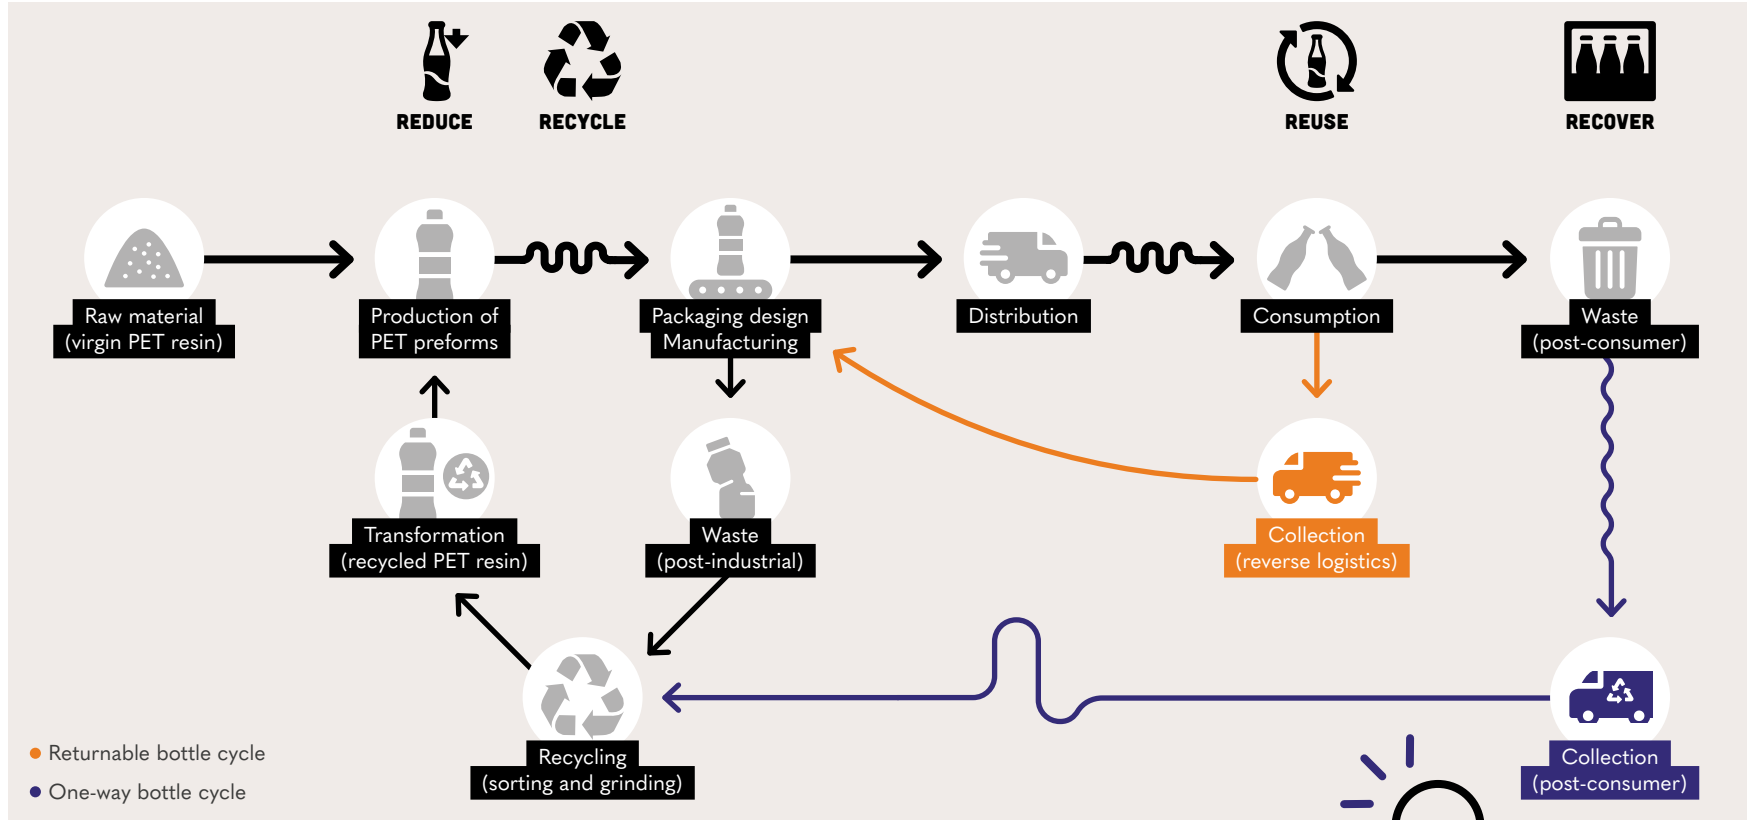 REDUCE
RECYCLE
REUSE
RECOVER
Raw material
(virgin PET resin)
Production of
PET preforms
Packaging design
Manufacturing
Distribution
Consumption
Waste
(post-consumer)
Transformation
(recycled PET resin)
Waste
(post-industrial)
Collection
(reverse logistics)
Recycling
(sorting and grinding)
Collection
(post-consumer)
Returnable bottle cycle
One-way bottle cycle